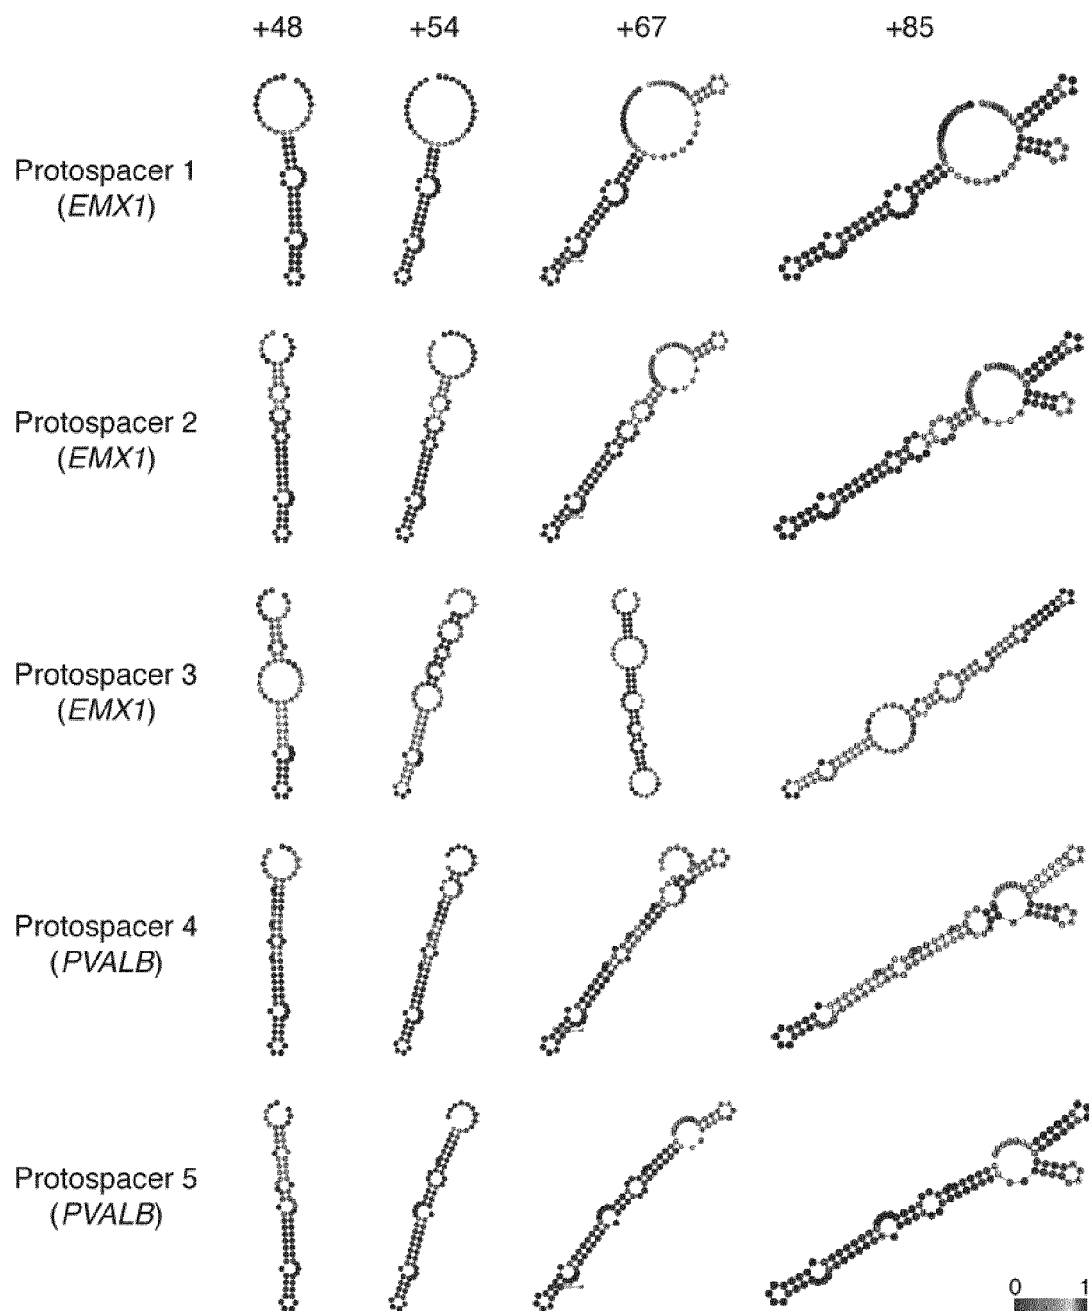 +48 +54 +67 +85
Protospacer 1
(EMX1)
Protospacer 2
(EMX1)
Protospacer 3
(EMX1)
Protospacer 4
(PVALB)
Protospacer 5
(PVALB)
0 1